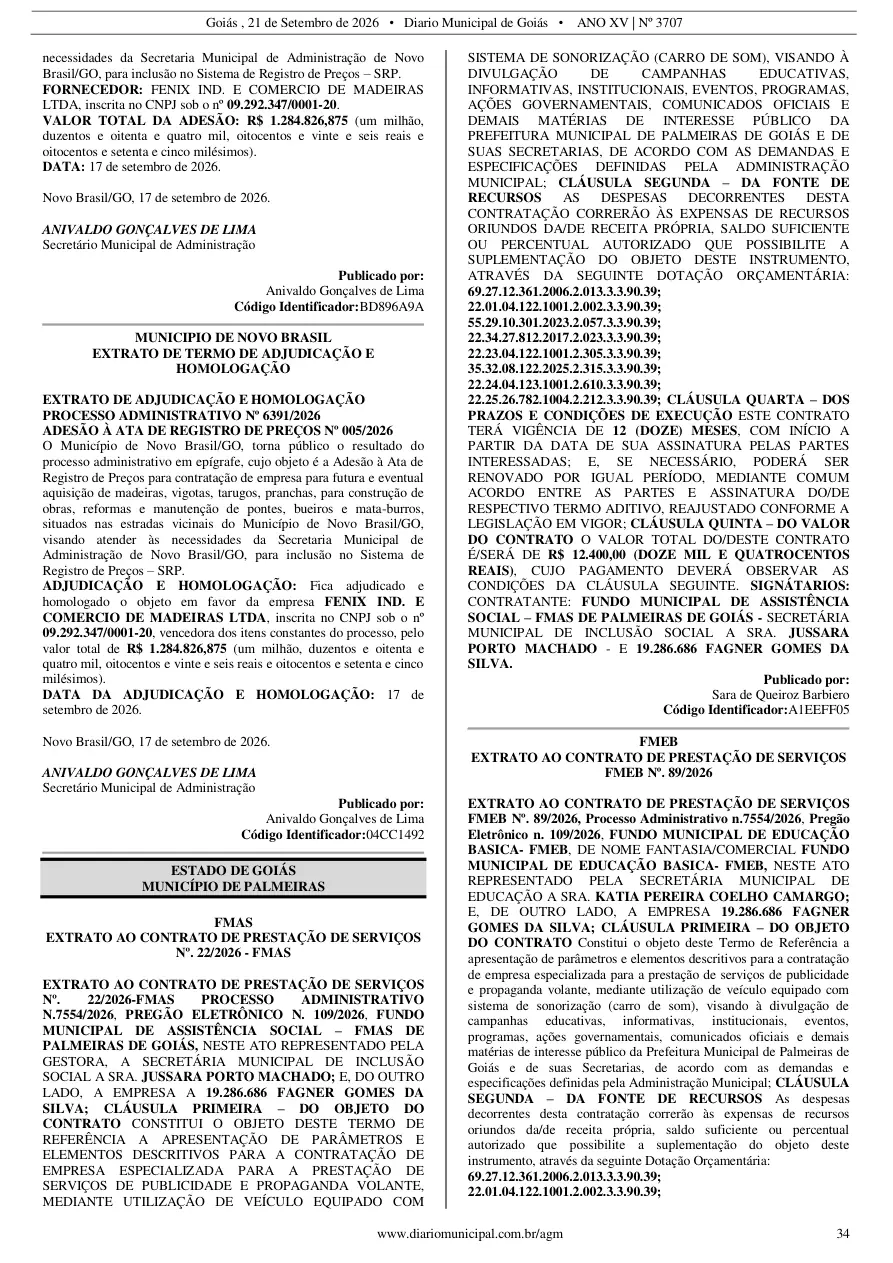 Goiás , 21 de Setembro de 2026 • Diario Municipal de Goiás • ANO XV | Nº 3707
necessidades da Secretaria Municipal de Administração de Novo
Brasil/GO, para inclusão no Sistema de Registro de Preços – SRP.
FORNECEDOR: FENIX IND. E COMERCIO DE MADEIRAS
LTDA, inscrita no CNPJ sob o nº 09.292.347/0001-20.
VALOR TOTAL DA ADESÃO: R$ 1.284.826,875 (um milhão,
duzentos e oitenta e quatro mil, oitocentos e vinte e seis reais e
oitocentos e setenta e cinco milésimos).
DATA: 17 de setembro de 2026.
Novo Brasil/GO, 17 de setembro de 2026.
ANIVALDO GONÇALVES DE LIMA
Secretário Municipal de Administração
Publicado por:
Anivaldo Gonçalves de Lima
Código Identificador:BD896A9A
MUNICIPIO DE NOVO BRASIL
EXTRATO DE TERMO DE ADJUDICAÇÃO E
HOMOLOGAÇÃO
EXTRATO DE ADJUDICAÇÃO E HOMOLOGAÇÃO
PROCESSO ADMINISTRATIVO Nº 6391/2026
ADESÃO À ATA DE REGISTRO DE PREÇOS Nº 005/2026
O Município de Novo Brasil/GO, torna público o resultado do
processo administrativo em epígrafe, cujo objeto é a Adesão à Ata de
Registro de Preços para contratação de empresa para futura e eventual
aquisição de madeiras, vigotas, tarugos, pranchas, para construção de
obras, reformas e manutenção de pontes, bueiros e mata-burros,
situados nas estradas vicinais do Município de Novo Brasil/GO,
visando atender às necessidades da Secretaria Municipal de
Administração de Novo Brasil/GO, para inclusão no Sistema de
Registro de Preços – SRP.
ADJUDICAÇÃO E HOMOLOGAÇÃO: Fica adjudicado e
homologado o objeto em favor da empresa FENIX IND. E
COMERCIO DE MADEIRAS LTDA, inscrita no CNPJ sob o nº
09.292.347/0001-20, vencedora dos itens constantes do processo, pelo
valor total de R$ 1.284.826,875 (um milhão, duzentos e oitenta e
quatro mil, oitocentos e vinte e seis reais e oitocentos e setenta e cinco
milésimos).
DATA DA ADJUDICAÇÃO E HOMOLOGAÇÃO: 17 de
setembro de 2026.
Novo Brasil/GO, 17 de setembro de 2026.
ANIVALDO GONÇALVES DE LIMA
Secretário Municipal de Administração
Publicado por:
Anivaldo Gonçalves de Lima
Código Identificador:04CC1492
ESTADO DE GOIÁS
MUNICÍPIO DE PALMEIRAS
FMAS
EXTRATO AO CONTRATO DE PRESTAÇÃO DE SERVIÇOS
Nº. 22/2026 - FMAS
EXTRATO AO CONTRATO DE PRESTAÇÃO DE SERVIÇOS
Nº. 22/2026-FMAS PROCESSO ADMINISTRATIVO
N.7554/2026, PREGÃO ELETRÔNICO N. 109/2026, FUNDO
MUNICIPAL DE ASSISTÊNCIA SOCIAL – FMAS DE
PALMEIRAS DE GOIÁS, NESTE ATO REPRESENTADO PELA
GESTORA, A SECRETÁRIA MUNICIPAL DE INCLUSÃO
SOCIAL A SRA. JUSSARA PORTO MACHADO; E, DO OUTRO
LADO, A EMPRESA A 19.286.686 FAGNER GOMES DA
SILVA; CLÁUSULA PRIMEIRA – DO OBJETO DO
CONTRATO CONSTITUI O OBJETO DESTE TERMO DE
REFERÊNCIA A APRESENTAÇÃO DE PARÂMETROS E
ELEMENTOS DESCRITIVOS PARA A CONTRATAÇÃO DE
EMPRESA ESPECIALIZADA PARA A PRESTAÇÃO DE
SERVIÇOS DE PUBLICIDADE E PROPAGANDA VOLANTE,
MEDIANTE UTILIZAÇÃO DE VEÍCULO EQUIPADO COM
SISTEMA DE SONORIZAÇÃO (CARRO DE SOM), VISANDO À
DIVULGAÇÃO DE CAMPANHAS EDUCATIVAS,
INFORMATIVAS, INSTITUCIONAIS, EVENTOS, PROGRAMAS,
AÇÕES GOVERNAMENTAIS, COMUNICADOS OFICIAIS E
DEMAIS MATÉRIAS DE INTERESSE PÚBLICO DA
PREFEITURA MUNICIPAL DE PALMEIRAS DE GOIÁS E DE
SUAS SECRETARIAS, DE ACORDO COM AS DEMANDAS E
ESPECIFICAÇÕES DEFINIDAS PELA ADMINISTRAÇÃO
MUNICIPAL; CLÁUSULA SEGUNDA – DA FONTE DE
RECURSOS AS DESPESAS DECORRENTES DESTA
CONTRATAÇÃO CORRERÃO ÀS EXPENSAS DE RECURSOS
ORIUNDOS DA/DE RECEITA PRÓPRIA, SALDO SUFICIENTE
OU PERCENTUAL AUTORIZADO QUE POSSIBILITE A
SUPLEMENTAÇÃO DO OBJETO DESTE INSTRUMENTO,
ATRAVÉS DA SEGUINTE DOTAÇÃO ORÇAMENTÁRIA:
69.27.12.361.2006.2.013.3.3.90.39;
22.01.04.122.1001.2.002.3.3.90.39;
55.29.10.301.2023.2.057.3.3.90.39;
22.34.27.812.2017.2.023.3.3.90.39;
22.23.04.122.1001.2.305.3.3.90.39;
35.32.08.122.2025.2.315.3.3.90.39;
22.24.04.123.1001.2.610.3.3.90.39;
22.25.26.782.1004.2.212.3.3.90.39; CLÁUSULA QUARTA – DOS
PRAZOS E CONDIÇÕES DE EXECUÇÃO ESTE CONTRATO
TERÁ VIGÊNCIA DE 12 (DOZE) MESES, COM INÍCIO A
PARTIR DA DATA DE SUA ASSINATURA PELAS PARTES
INTERESSADAS; E, SE NECESSÁRIO, PODERÁ SER
RENOVADO POR IGUAL PERÍODO, MEDIANTE COMUM
ACORDO ENTRE AS PARTES E ASSINATURA DO/DE
RESPECTIVO TERMO ADITIVO, REAJUSTADO CONFORME A
LEGISLAÇÃO EM VIGOR; CLÁUSULA QUINTA – DO VALOR
DO CONTRATO O VALOR TOTAL DO/DESTE CONTRATO
É/SERÁ DE R$ 12.400,00 (DOZE MIL E QUATROCENTOS
REAIS), CUJO PAGAMENTO DEVERÁ OBSERVAR AS
CONDIÇÕES DA CLÁUSULA SEGUINTE. SIGNÁTARIOS:
CONTRATANTE: FUNDO MUNICIPAL DE ASSISTÊNCIA
SOCIAL – FMAS DE PALMEIRAS DE GOIÁS - SECRETÁRIA
MUNICIPAL DE INCLUSÃO SOCIAL A SRA. JUSSARA
PORTO MACHADO - E 19.286.686 FAGNER GOMES DA
SILVA.
Publicado por:
Sara de Queiroz Barbiero
Código Identificador:A1EEFF05
FMEB
EXTRATO AO CONTRATO DE PRESTAÇÃO DE SERVIÇOS
FMEB Nº. 89/2026
EXTRATO AO CONTRATO DE PRESTAÇÃO DE SERVIÇOS
FMEB Nº. 89/2026, Processo Administrativo n.7554/2026, Pregão
Eletrônico n. 109/2026, FUNDO MUNICIPAL DE EDUCAÇÃO
BASICA- FMEB, DE NOME FANTASIA/COMERCIAL FUNDO
MUNICIPAL DE EDUCAÇÃO BASICA- FMEB, NESTE ATO
REPRESENTADO PELA SECRETÁRIA MUNICIPAL DE
EDUCAÇÃO A SRA. KATIA PEREIRA COELHO CAMARGO;
E, DE OUTRO LADO, A EMPRESA 19.286.686 FAGNER
GOMES DA SILVA; CLÁUSULA PRIMEIRA – DO OBJETO
DO CONTRATO Constitui o objeto deste Termo de Referência a
apresentação de parâmetros e elementos descritivos para a contratação
de empresa especializada para a prestação de serviços de publicidade
e propaganda volante, mediante utilização de veículo equipado com
sistema de sonorização (carro de som), visando à divulgação de
campanhas educativas, informativas, institucionais, eventos,
programas, ações governamentais, comunicados oficiais e demais
matérias de interesse público da Prefeitura Municipal de Palmeiras de
Goiás e de suas Secretarias, de acordo com as demandas e
especificações definidas pela Administração Municipal; CLÁUSULA
SEGUNDA – DA FONTE DE RECURSOS As despesas
decorrentes desta contratação correrão às expensas de recursos
oriundos da/de receita própria, saldo suficiente ou percentual
autorizado que possibilite a suplementação do objeto deste
instrumento, através da seguinte Dotação Orçamentária:
69.27.12.361.2006.2.013.3.3.90.39;
22.01.04.122.1001.2.002.3.3.90.39;
www.diariomunicipal.com.br/agm
34